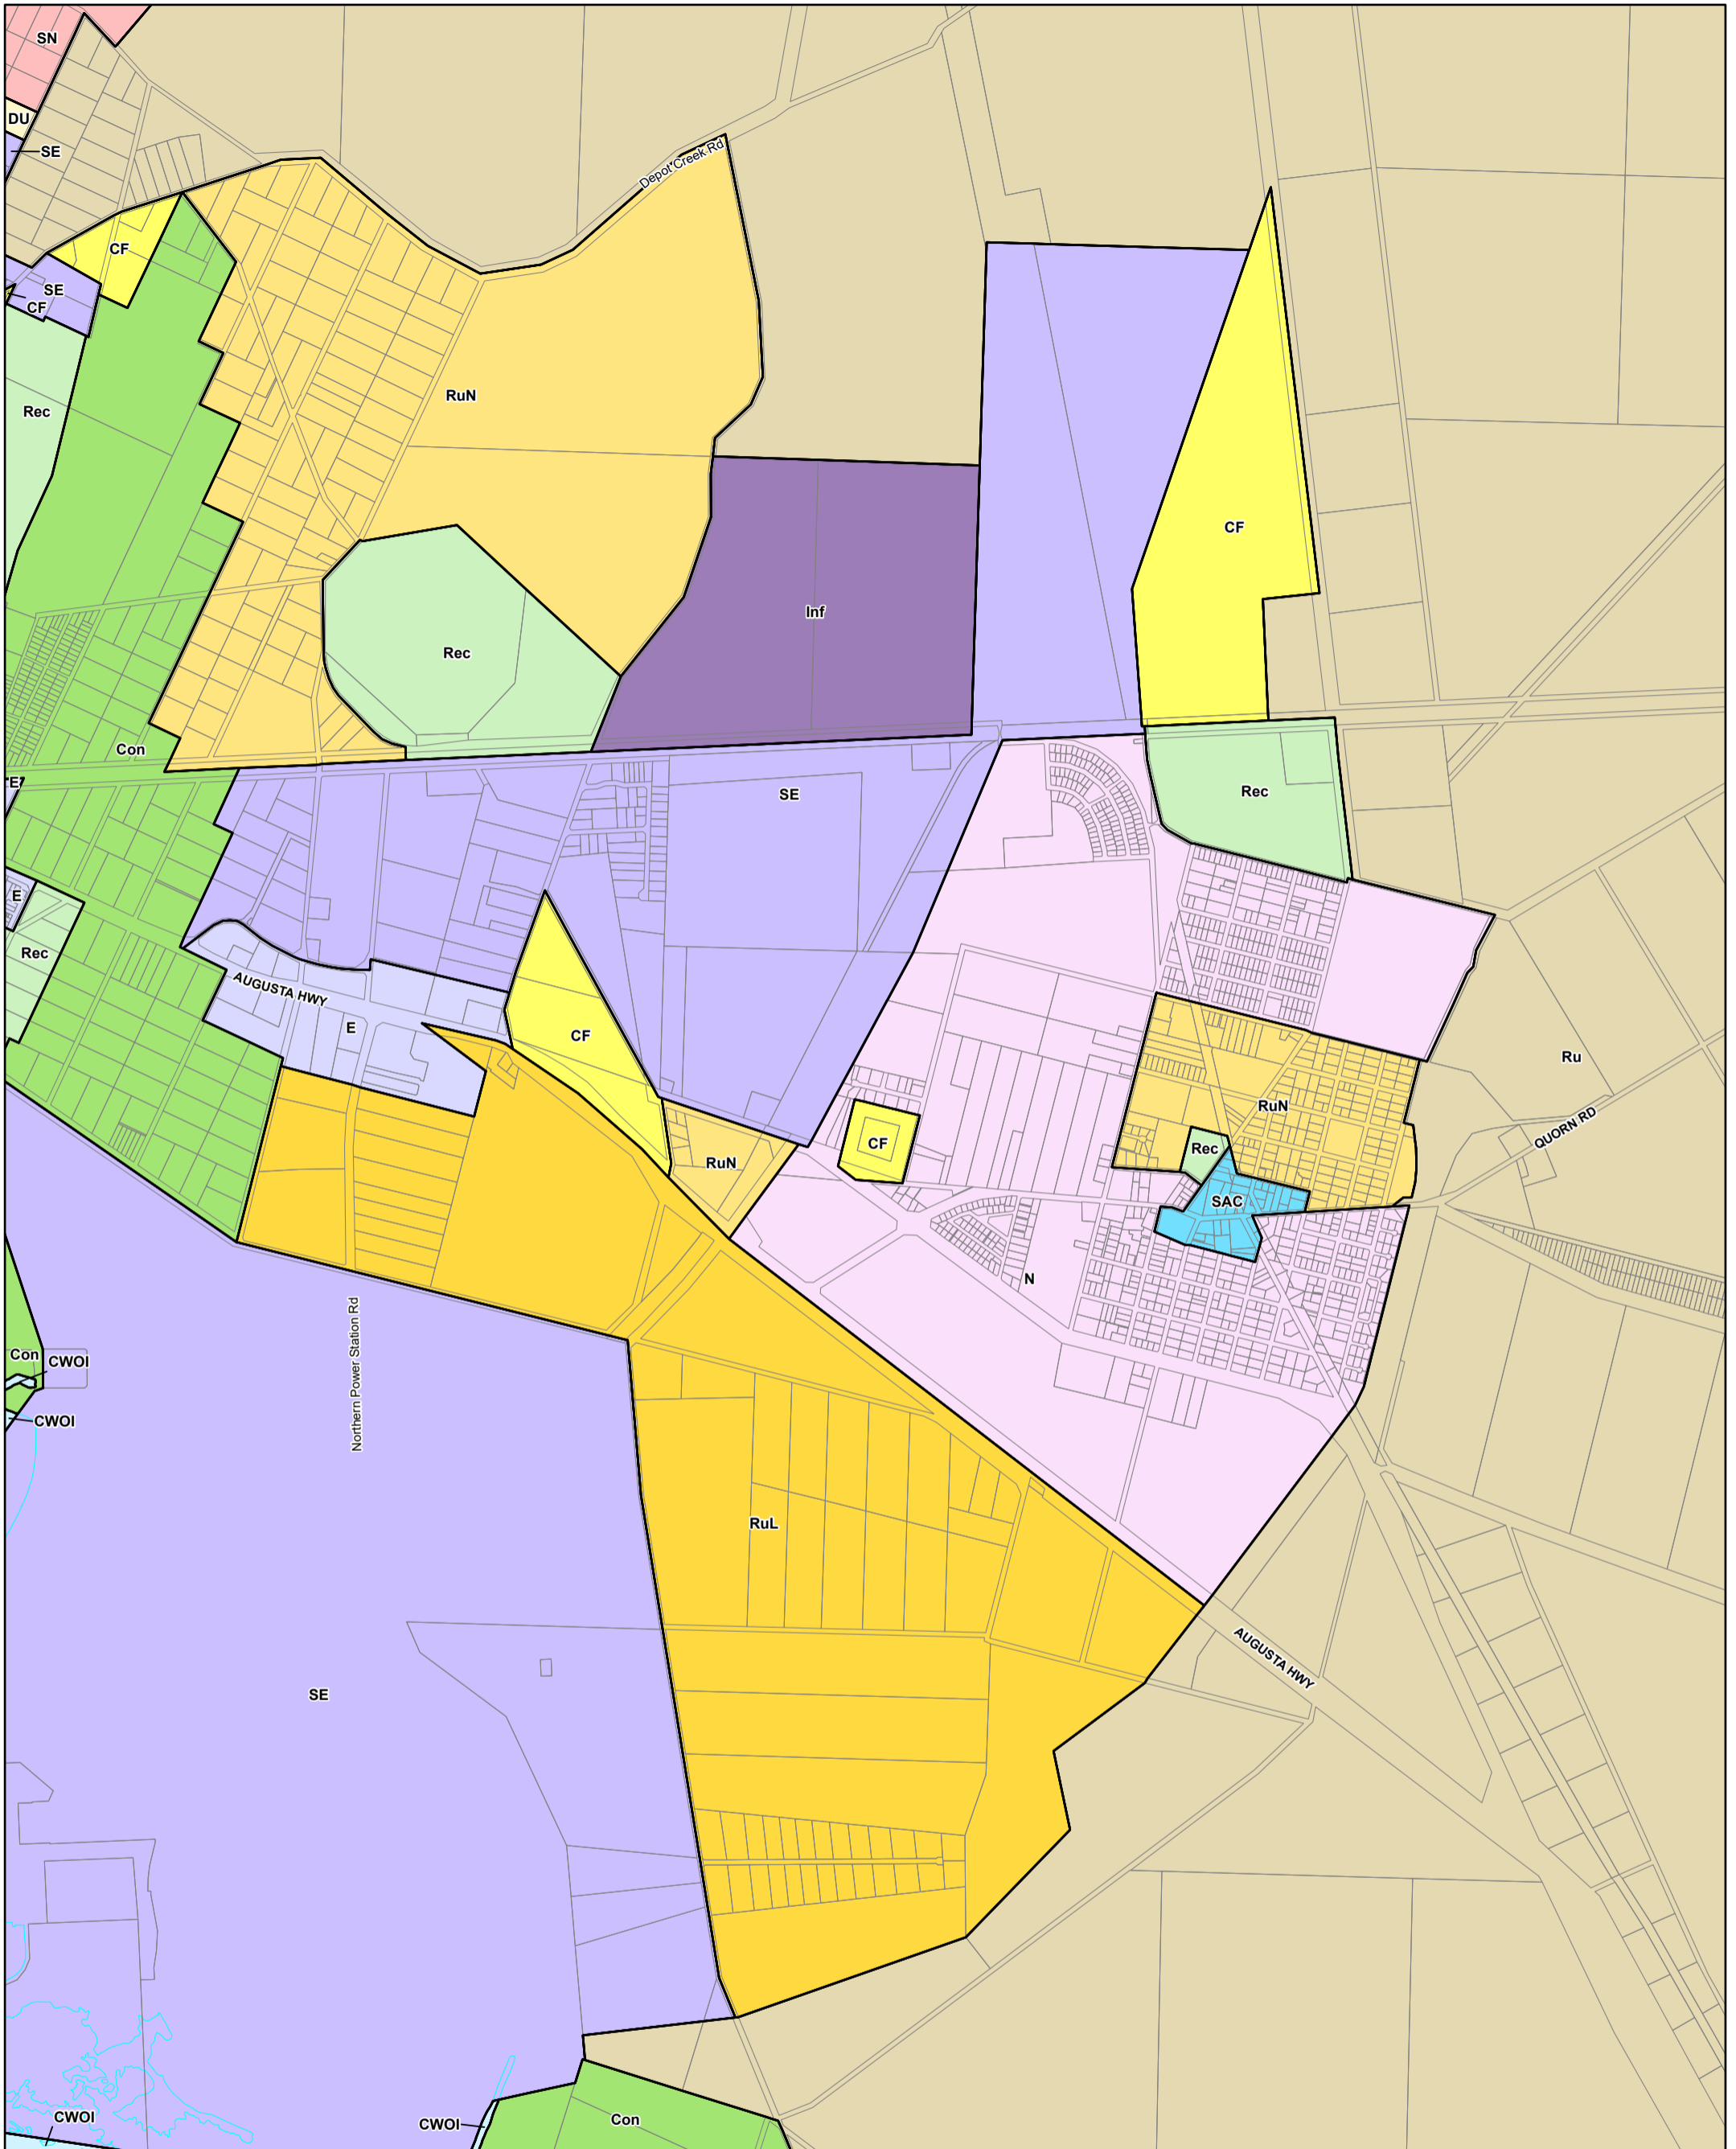 SN
DU
SE
Depot Creek Rd
CF
SE
CF
RuN
Rec
CF
Inf
Rec
Con
E
SE
Rec
E
Rec
AUGUSTA HWY
E
CF
Ru
RuN
QUORN RD
CF
Rec
RuN
SAC
N
Northern Power Station Rd
Con
CWOI
CWOI
RuL
AUGUSTA HWY
SE
CWOI
CWOI
Con